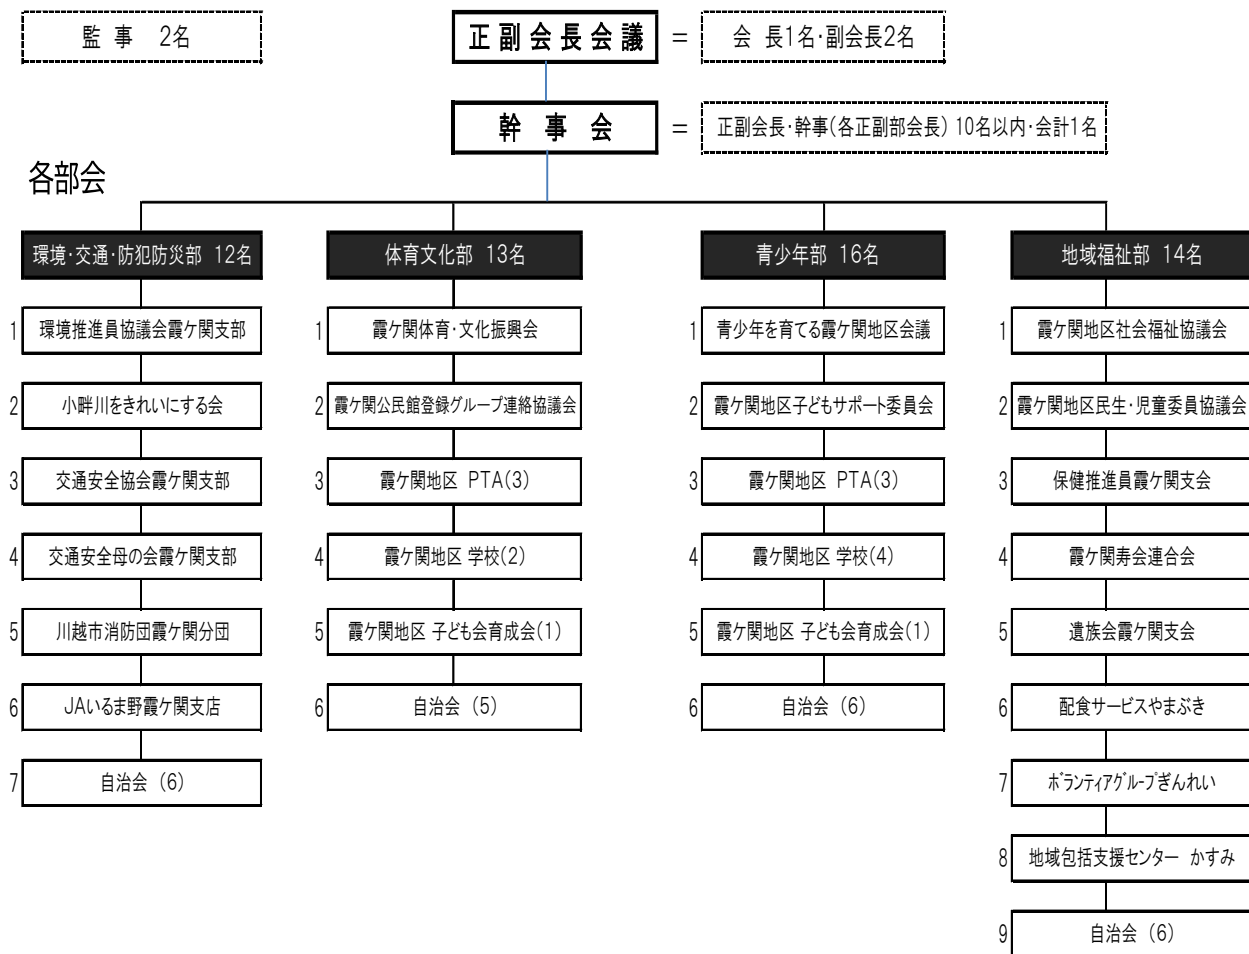 監 事 2名
正副会長会議 = 会 長1名・副会長2名
幹 事 会 = 正副会長・幹事(各正副部会長) 10名以内・会計1名
各部会
環境・交通・防犯防災部 12名
1 環境推進員協議会霞ケ関支部
2 小畔川をきれいにする会
3 交通安全協会霞ケ関支部
4 交通安全母の会霞ケ関支部
5 川越市消防団霞ケ関分団
6 JAいるま野霞ケ関支店
7 自治会 (6)
体育文化部 13名
1 霞ケ関体育・文化振興会
2 霞ケ関公民館登録グループ連絡協議会
3 霞ケ関地区 PTA(3)
4 霞ケ関地区 学校(2)
5 霞ケ関地区 子ども会育成会(1)
6 自治会 (5)
青少年部 16名
1 青少年を育てる霞ケ関地区会議
2 霞ケ関地区子どもサポート委員会
3 霞ケ関地区 PTA(3)
4 霞ケ関地区 学校(4)
5 霞ケ関地区 子ども会育成会(1)
6 自治会 (6)
地域福祉部 14名
1 霞ケ関地区社会福祉協議会
2 霞ケ関地区民生・児童委員協議会
3 保健推進員霞ケ関支会
4 霞ケ関寿会連合会
5 遺族会霞ケ関支会
6 配食サービスやまぶき
7 ボランティアグループぎんれい
8 地域包括支援センター かすみ
9 自治会 (6)